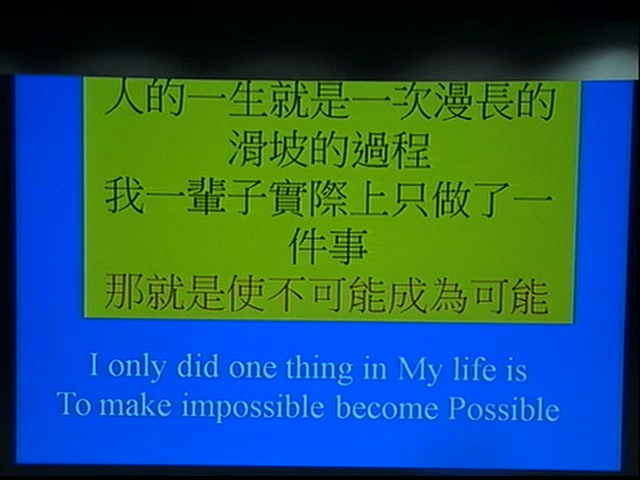 人的一生就是一次漫長的
滑坡的過程
我一輩子實際上只做了一
件事
那就是使不可能成為可能
I only did one thing in My life is
To make impossible become Possible